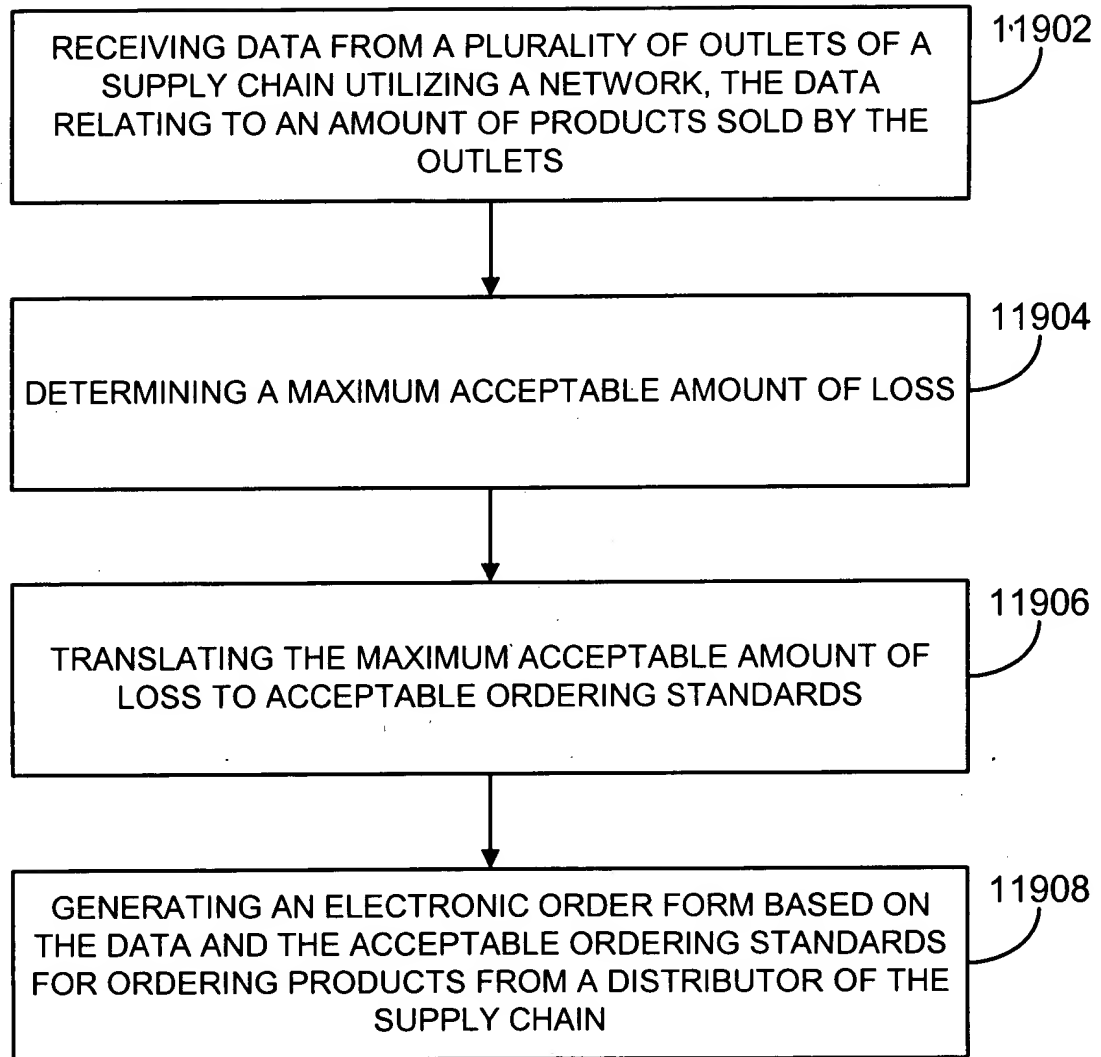 RECEIVING DATA FROM A PLURALITY OF OUTLETS OF A
SUPPLY CHAIN UTILIZING A NETWORK, THE DATA
RELATING TO AN AMOUNT OF PRODUCTS SOLD BY THE
OUTLETS
11902
DETERMINING A MAXIMUM ACCEPTABLE AMOUNT OF LOSS
11904
TRANSLATING THE MAXIMUM ACCEPTABLE AMOUNT OF
LOSS TO ACCEPTABLE ORDERING STANDARDS
11906
GENERATING AN ELECTRONIC ORDER FORM BASED ON
THE DATA AND THE ACCEPTABLE ORDERING STANDARDS
FOR ORDERING PRODUCTS FROM A DISTRIBUTOR OF THE
SUPPLY CHAIN
11908